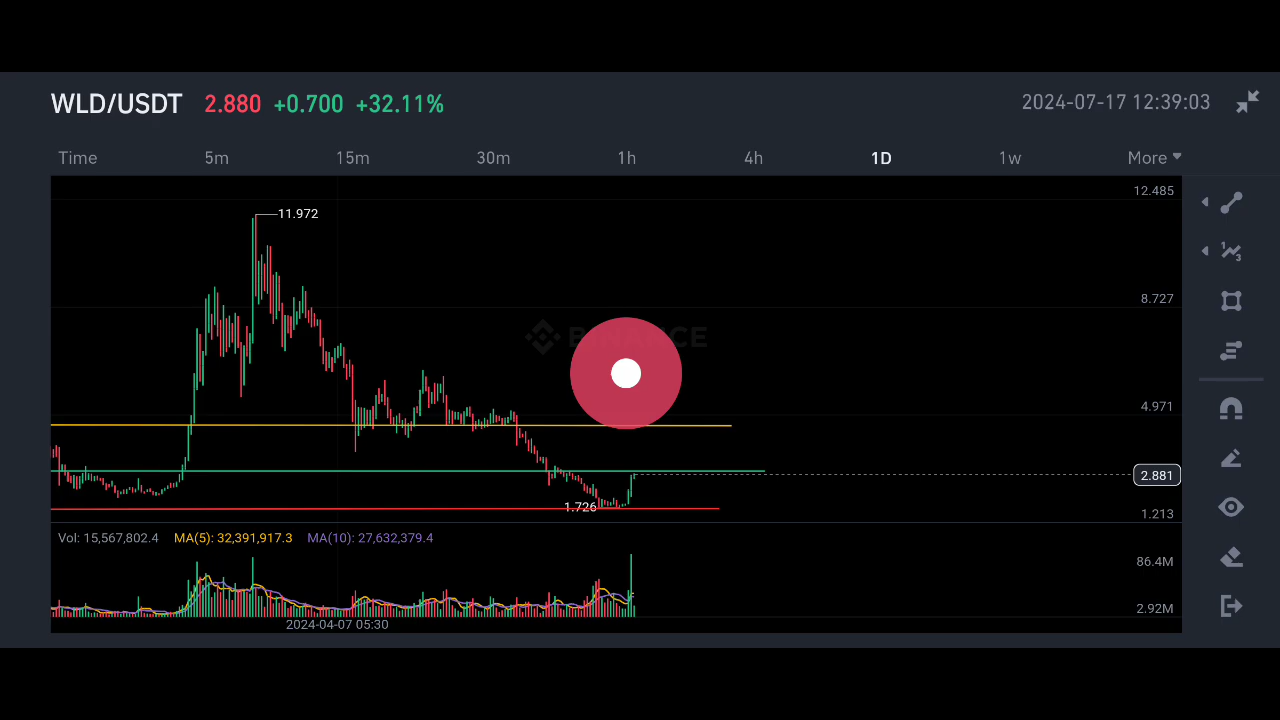 WLD/USDT 2.880 +0.700 +32.11% 2024-07-17 12:39:03
Time 5m 15m 30m 1h 4h 1D 1w More
12.485
11.972
8.727
4.971
2.881
1.726
1.213
Vol: 15,567,802.4 MA(5): 32,391,917.3 MA(10): 27,632,379.4
86.4M
2.92M
2024-04-07 05:30